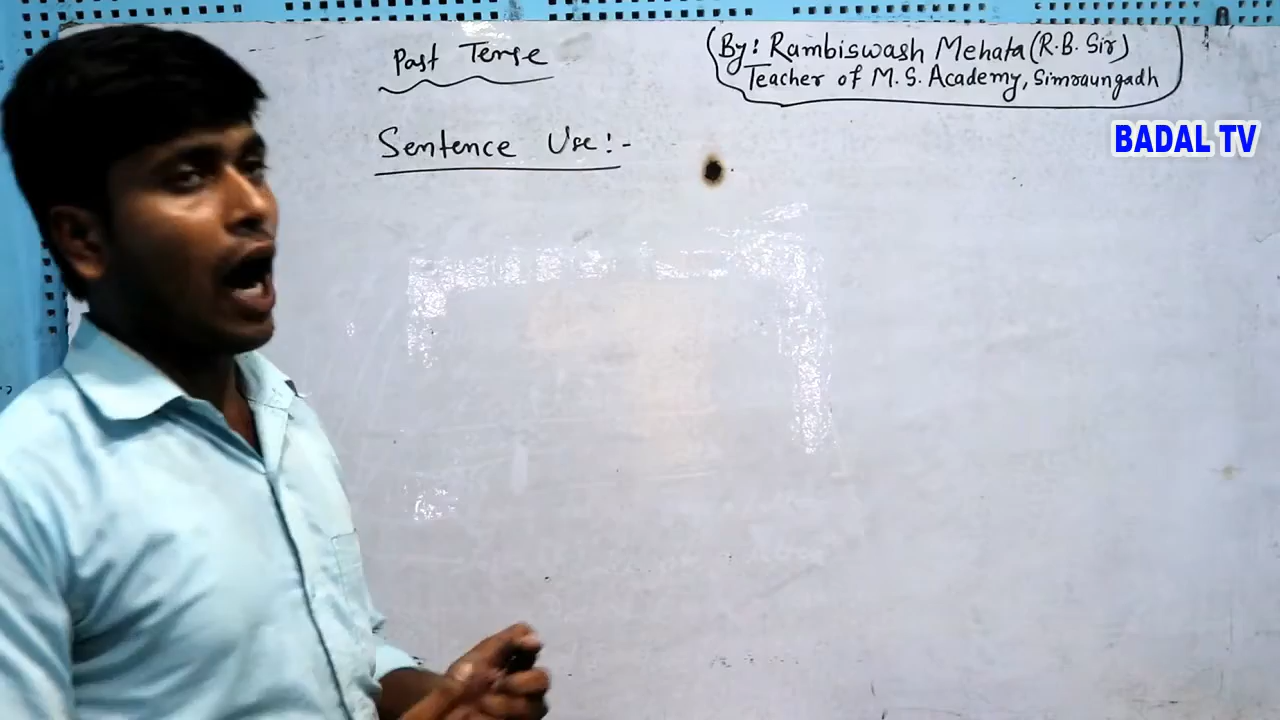 Past Tense
(By: Rambiswash Mehata (R.B. Sir)
Teacher of M. S. Academy, Simraungadh
BADAL TV
Sentence Use:-